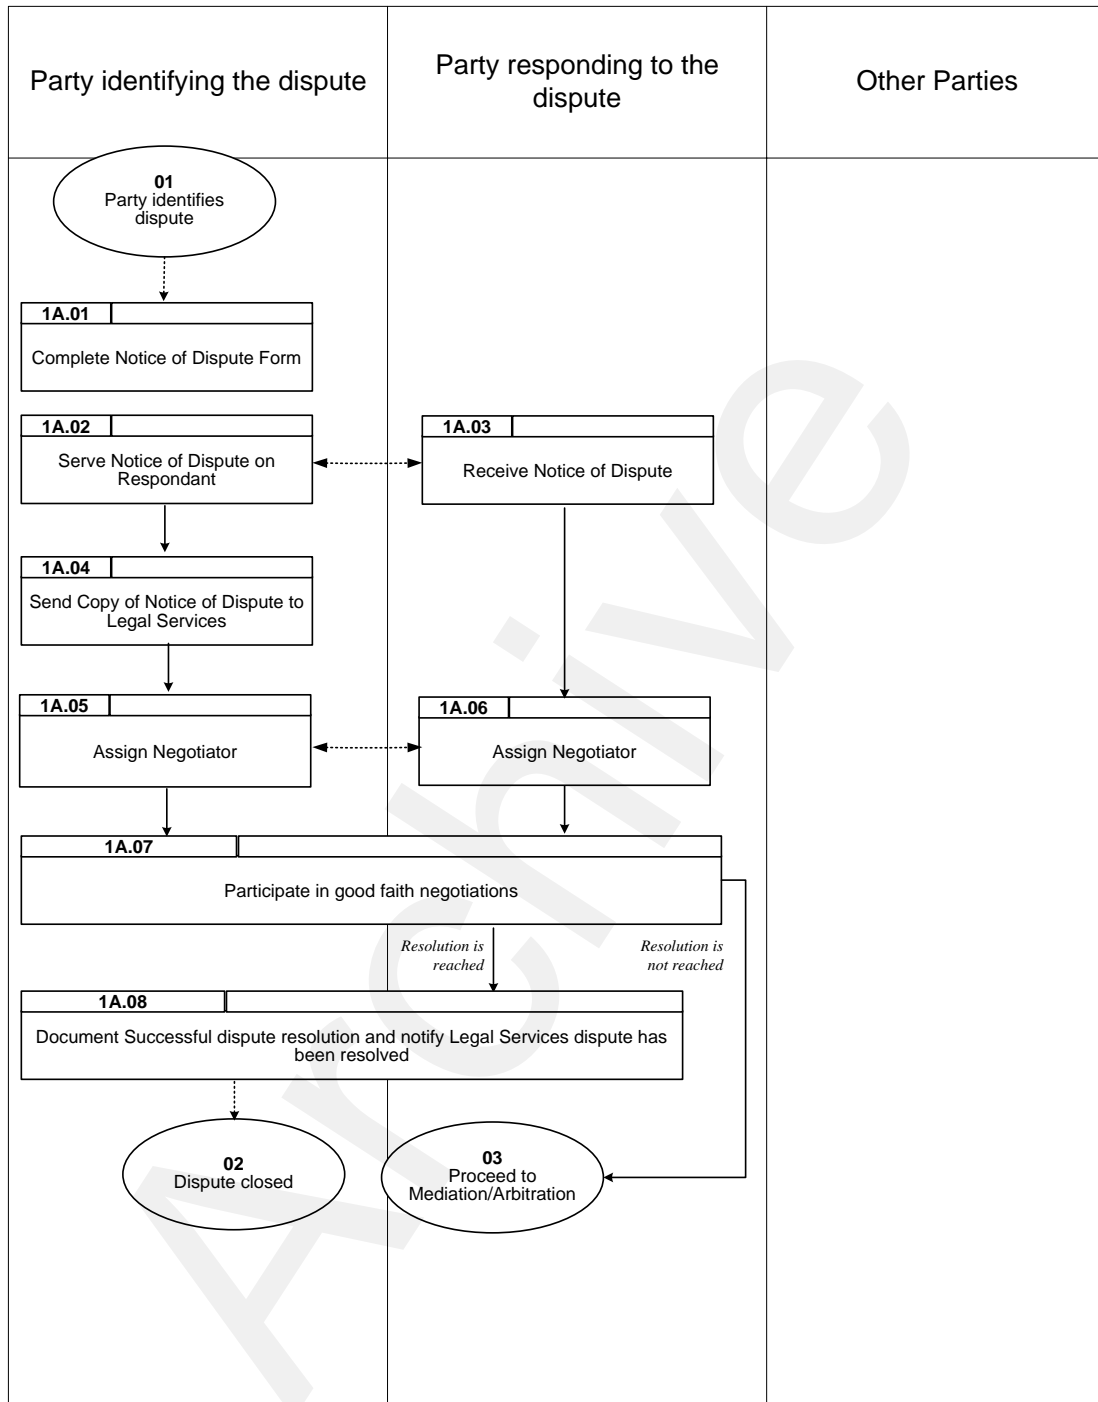 Party identifying the dispute
Party responding to the
dispute
Other Parties
01
Party identifies
dispute
1A.01
Complete Notice of Dispute Form
1A.02
Serve Notice of Dispute on
Respondant
1A.03
Receive Notice of Dispute
1A.04
Send Copy of Notice of Dispute to
Legal Services
1A.05
Assign Negotiator
1A.06
Assign Negotiator
1A.07
Participate in good faith negotiations
Resolution is
reached
Resolution is
not reached
1A.08
Document Successful dispute resolution and notify Legal Services dispute has
been resolved
02
Dispute closed
03
Proceed to
Mediation/Arbitration
Archive